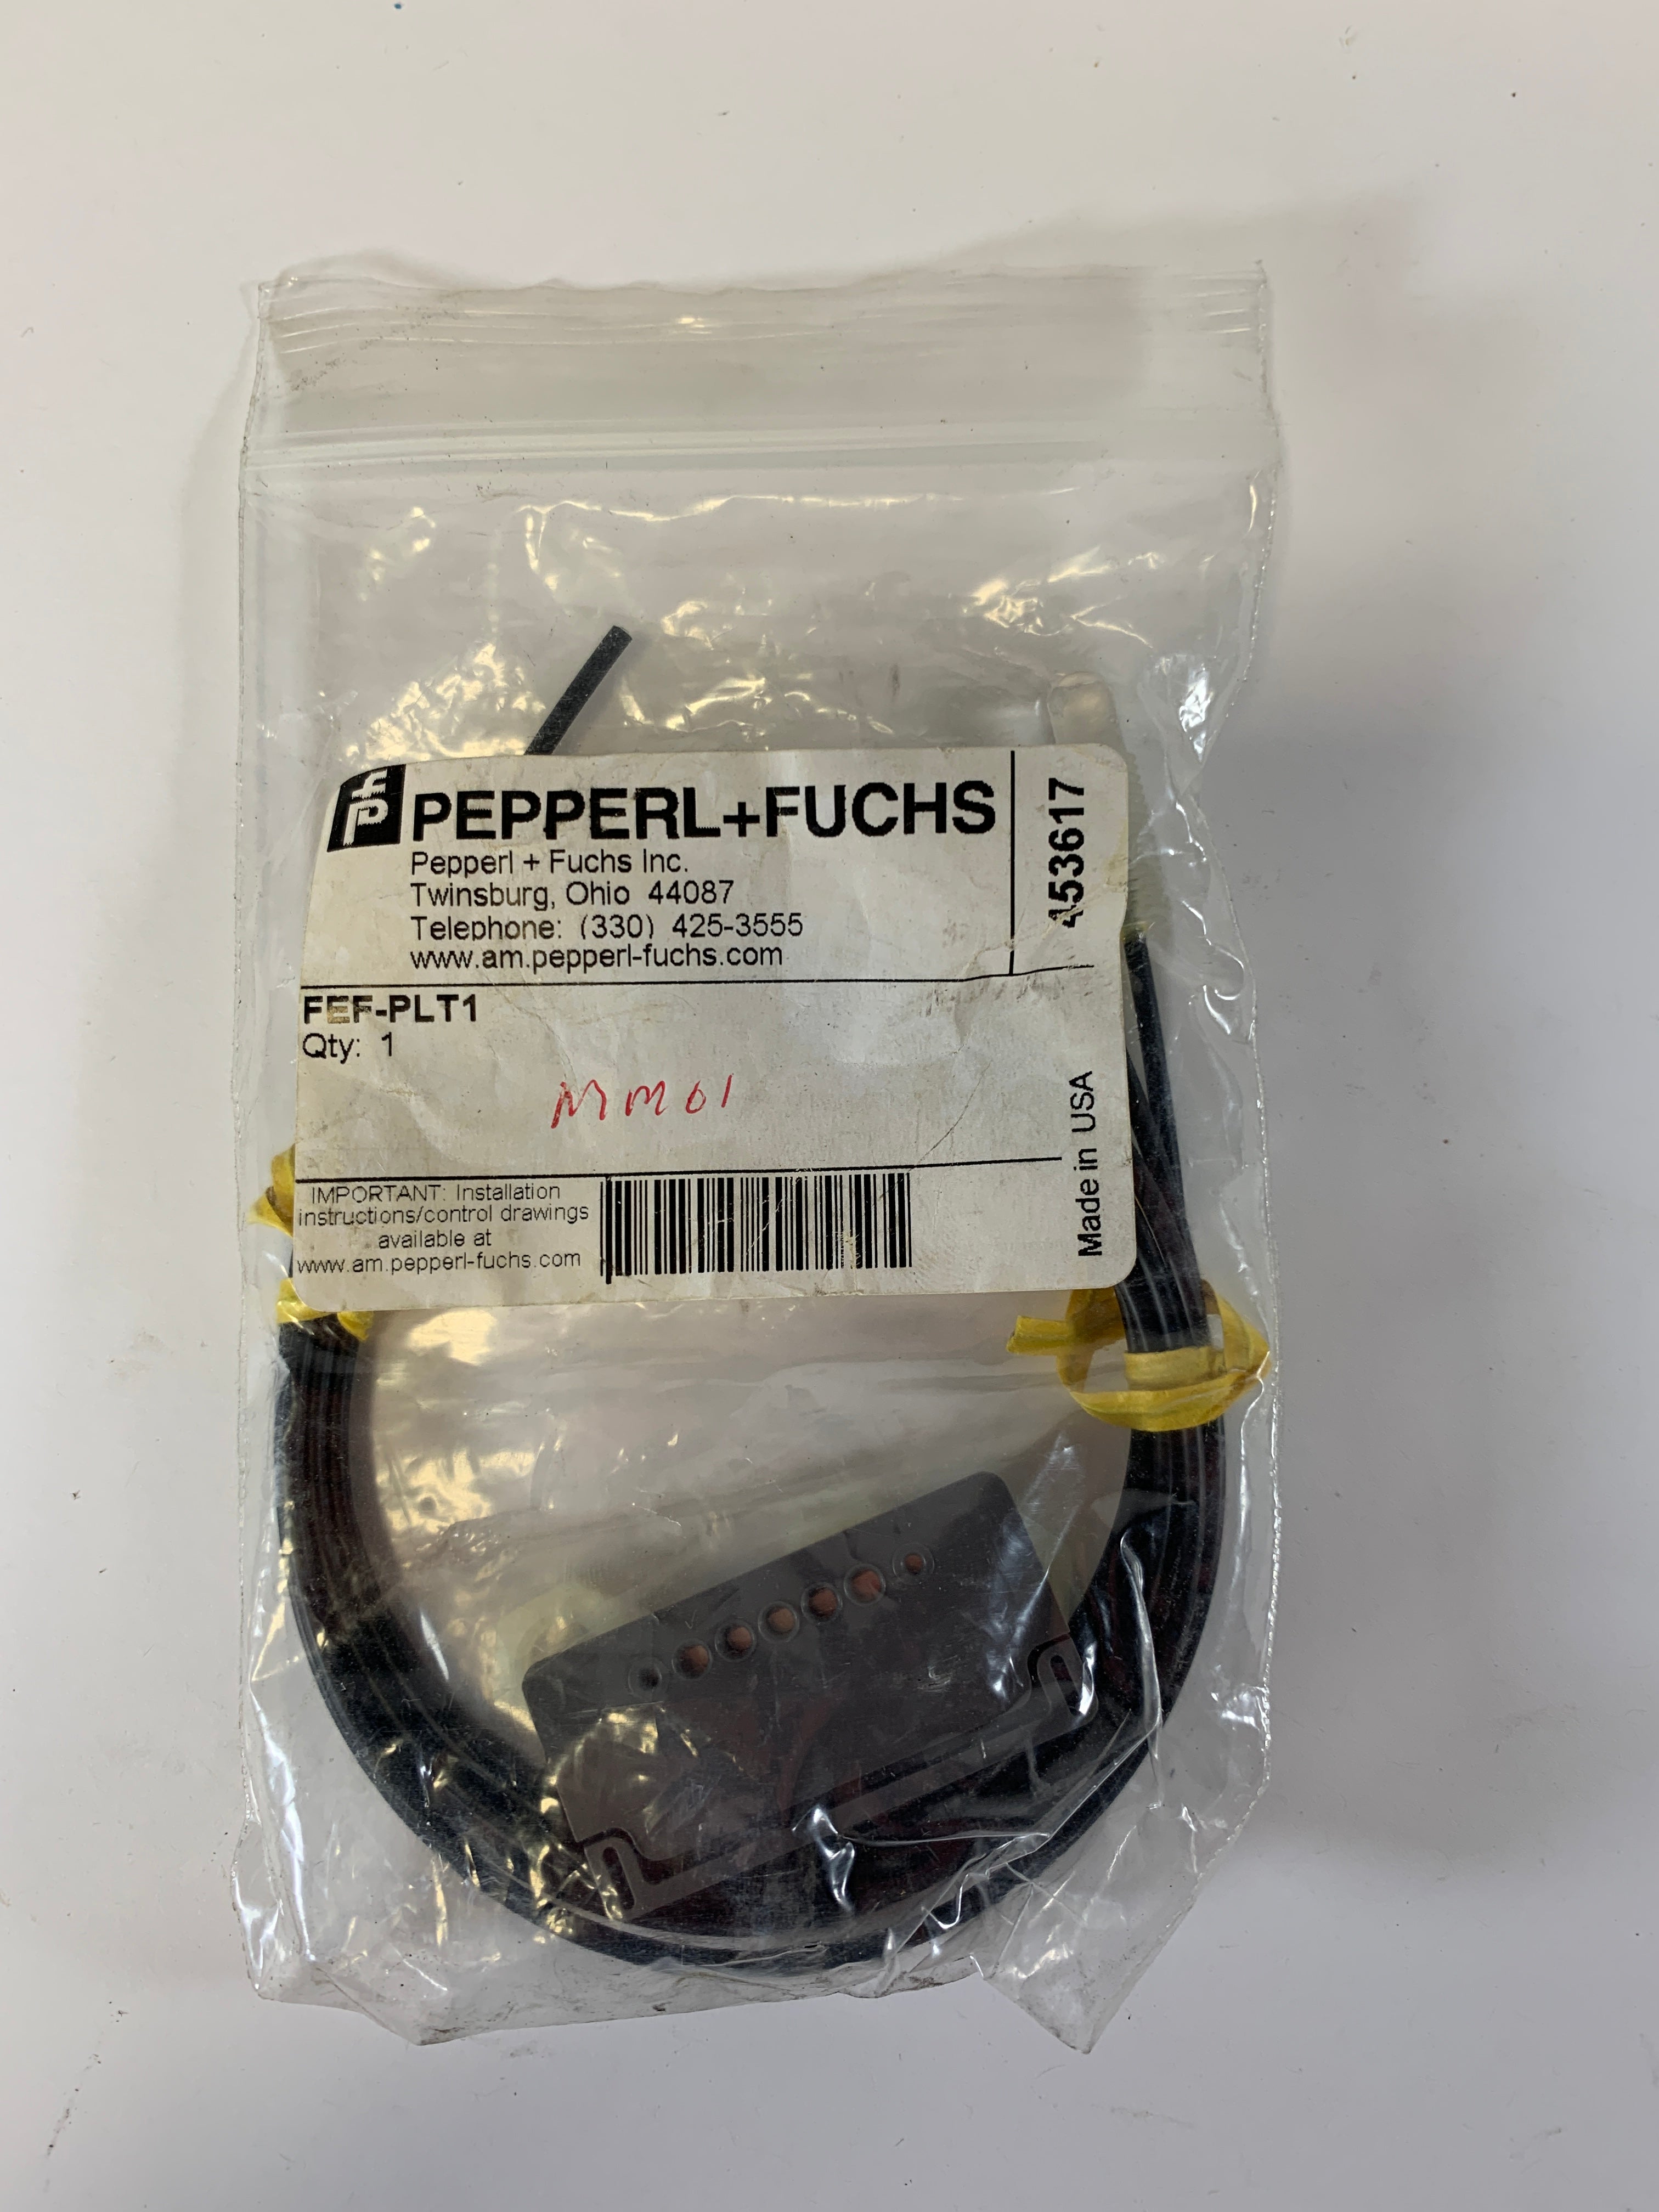 PEPPERL+FUCHS
Pepperl + Fuchs Inc.
Twinsburg, Ohio 44087
Telephone: (330) 425-3555
www.am.pepperl-fuchs.com
453617
FEF-PLT1
Qty: 1
MM01
Made in USA
IMPORTANT: Installation
instructions/control drawings
available at
www.am.pepperl-fuchs.com